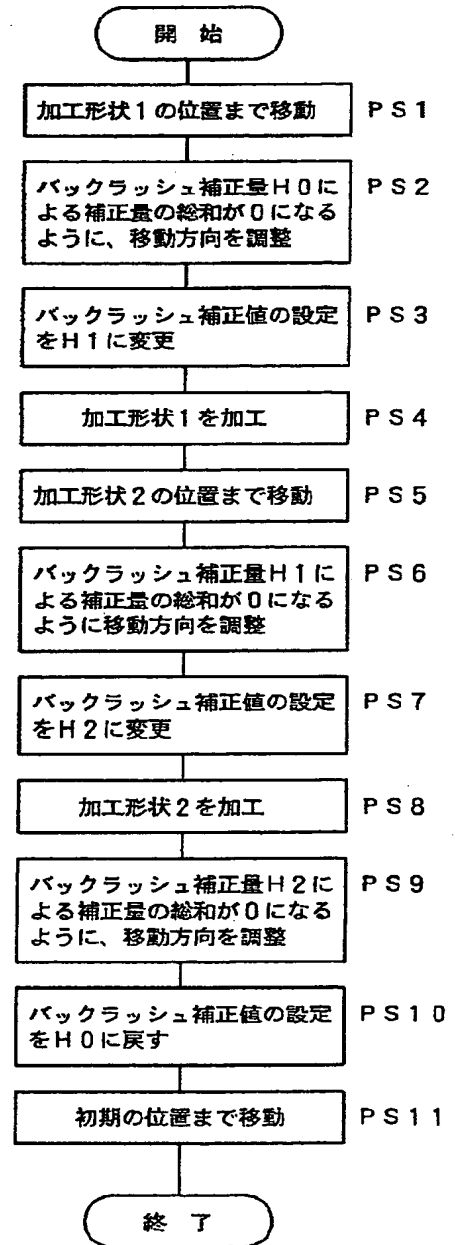 開 始
加工形状1の位置まで移動 PS1
バックラッシュ補正量H0に PS2
よる補正量の総和が0になる
ように、移動方向を調整
バックラッシュ補正値の設定 PS3
をH1に変更
加工形状1を加工 PS4
加工形状2の位置まで移動 PS5
バックラッシュ補正量H1に PS6
よる補正量の総和が0になる
ように移動方向を調整
バックラッシュ補正値の設定 PS7
をH2に変更
加工形状2を加工 PS8
バックラッシュ補正量H2に PS9
よる補正量の総和が0になる
ように、移動方向を調整
バックラッシュ補正値の設定 PS10
をH0に戻す
初期の位置まで移動 PS11
終 了